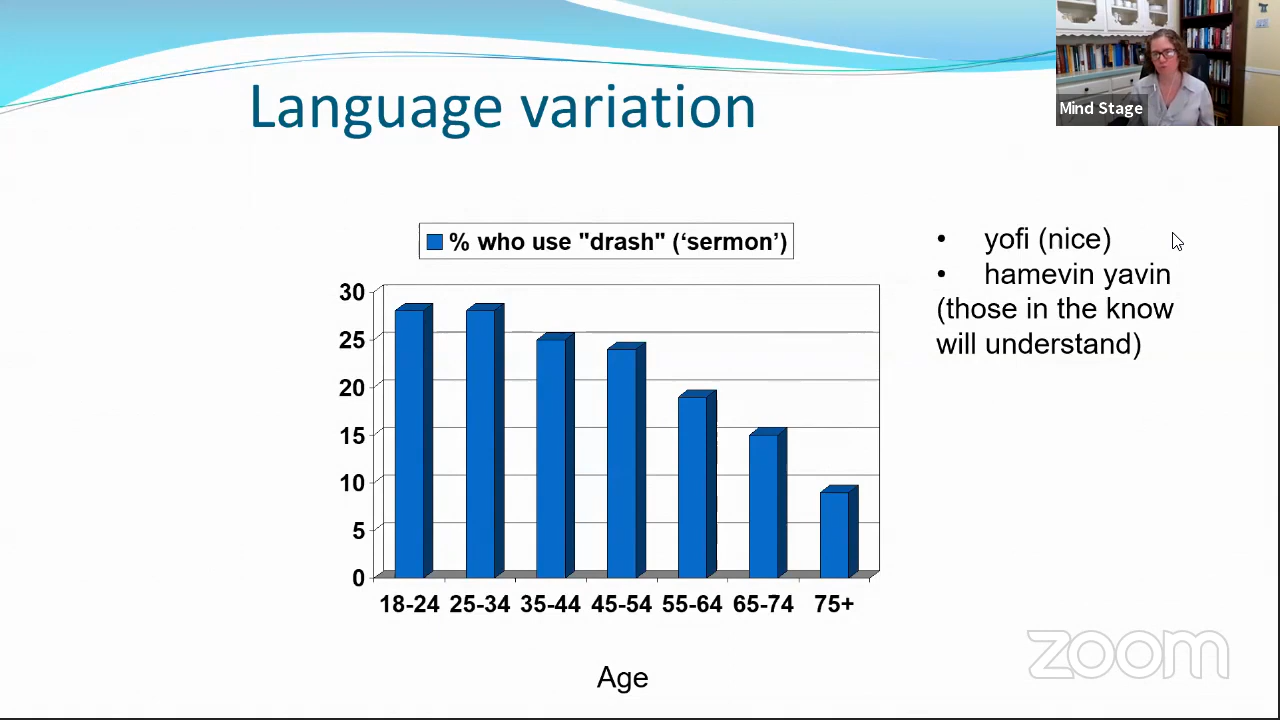 Mind Stage
Language variation
% who use "drash" (‘sermon’)
30
25
20
15
10
5
0
18-24 25-34 35-44 45-54 55-64 65-74 75+
Age
• yofi (nice)
• hamevin yavin
(those in the know
will understand)
zoom